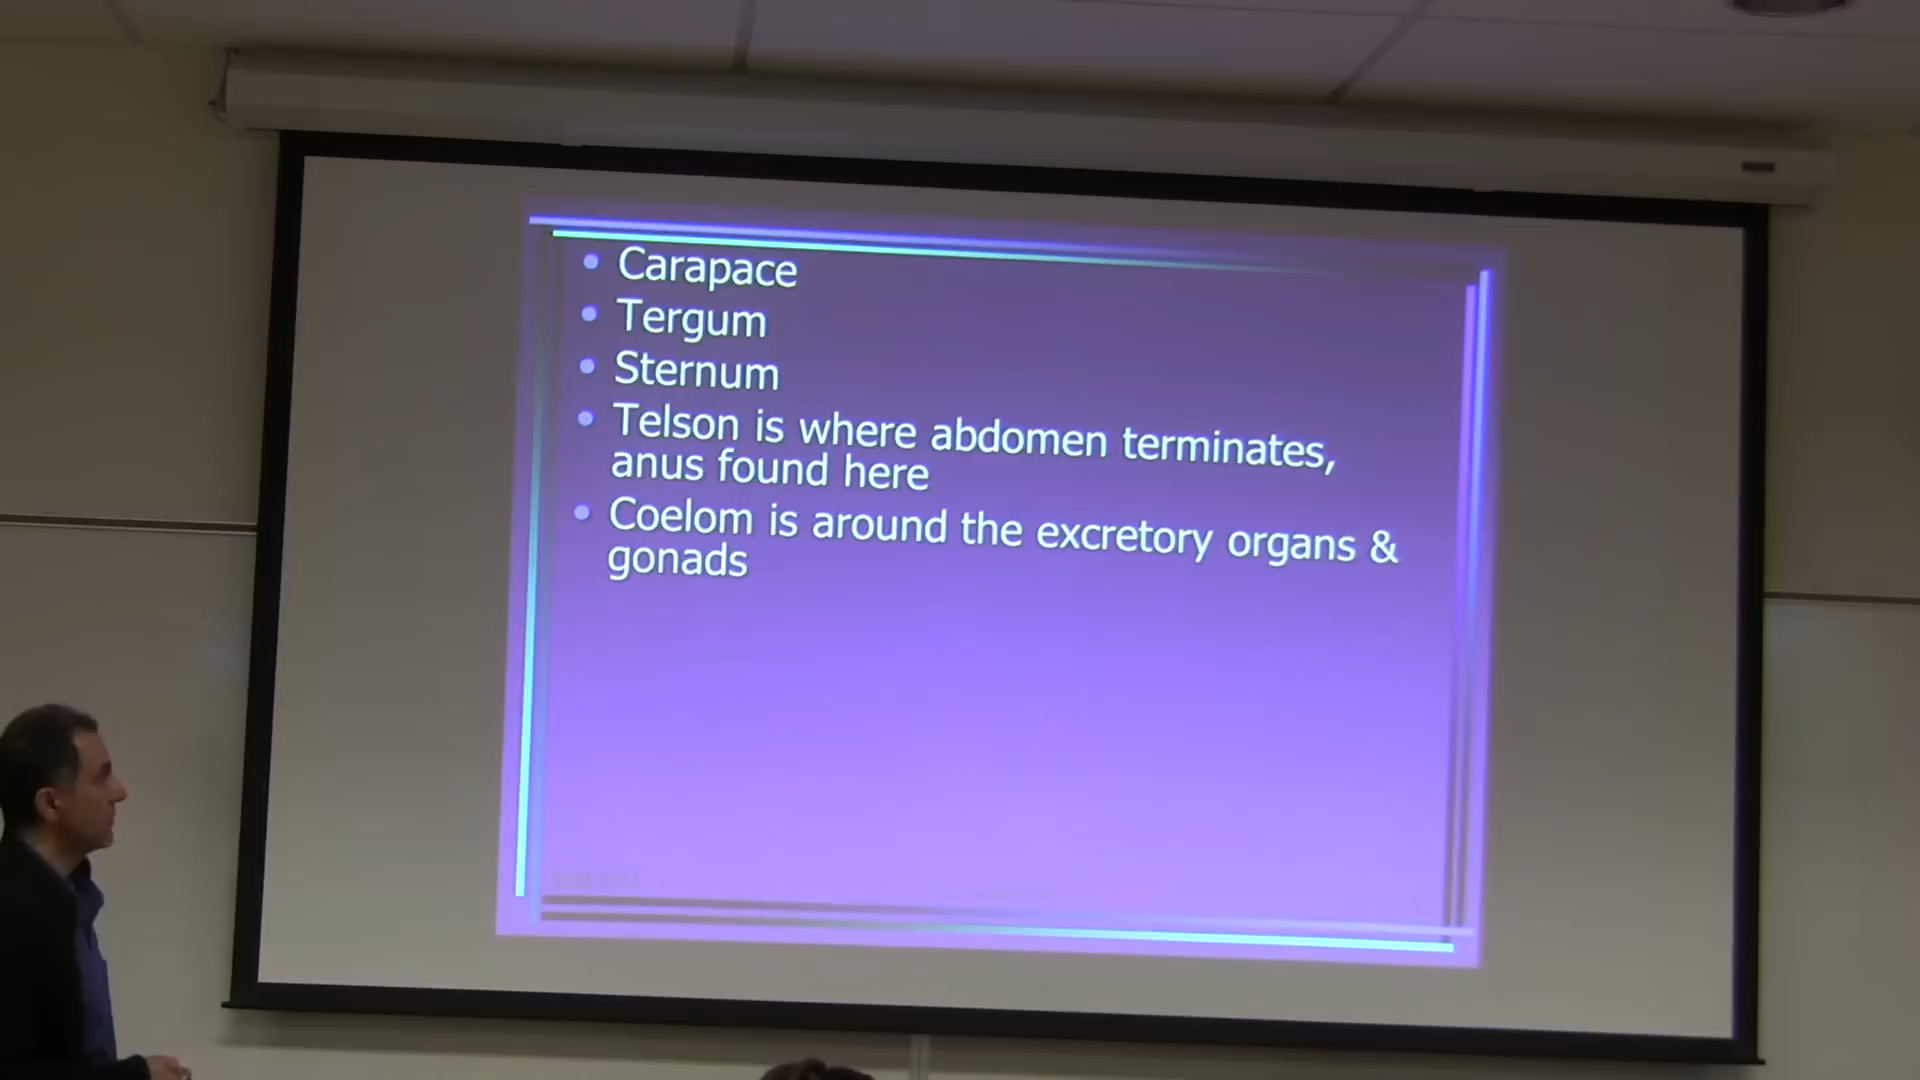 Carapace
Tergum
Sternum
Telson is where abdomen terminates,
anus found here
Coelom is around the excretory organs &
gonads